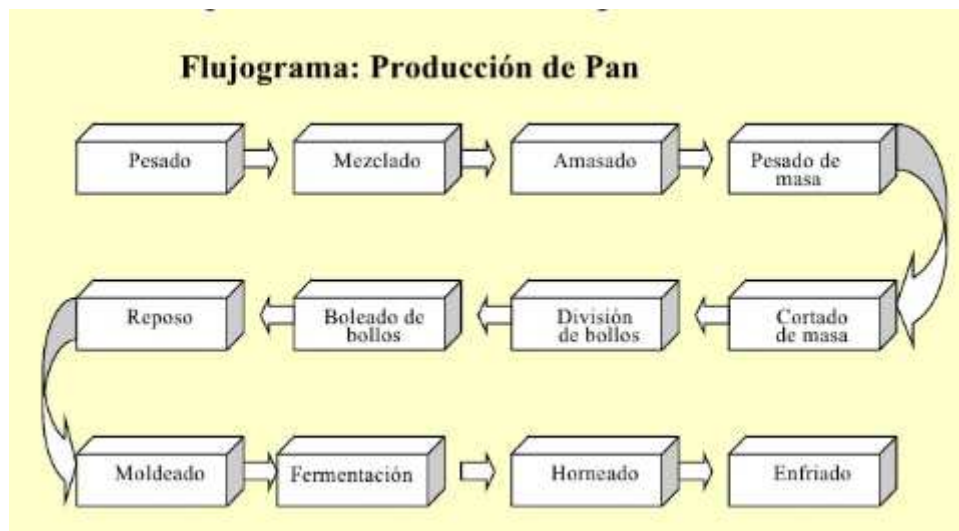 Flujograma: Producción de Pan
Pesado
Mezclado
Amasado
Pesado de
masa
Cortado
de masa
División
de bollos
Boleado de
bollos
Reposo
Moldeado
Fermentación
Horneado
Enfriado